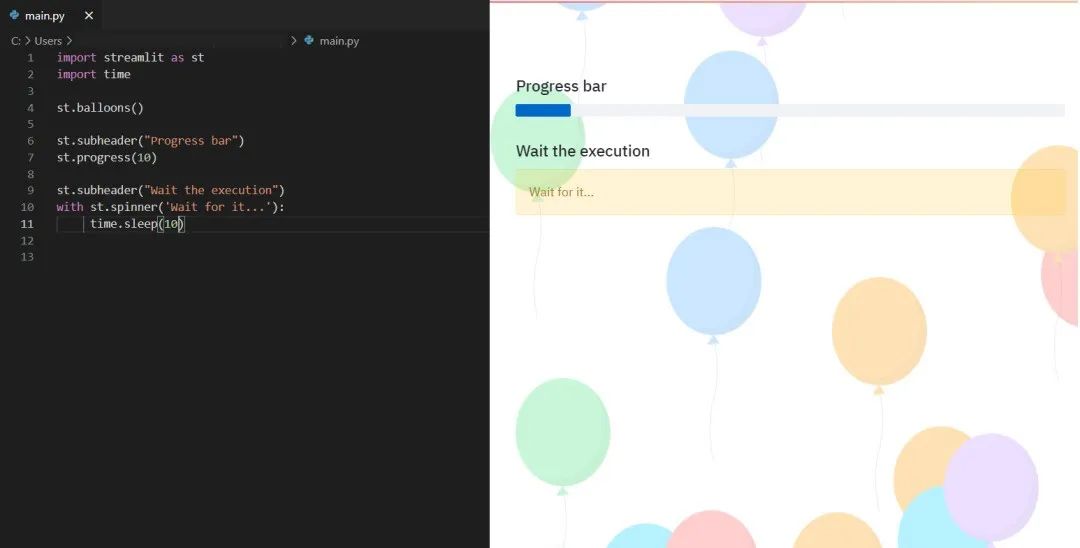 main.py
C: > Users > > main.py
1 import streamlit as st
2 import time
3
4 st.balloons()
5
6 st.subheader("Progress bar")
7 st.progress(10)
8
9 st.subheader("Wait the execution")
10 with st.spinner('Wait for it...'):
11 time.sleep(10)
12
13
Progress bar
Wait the execution
Wait for it...